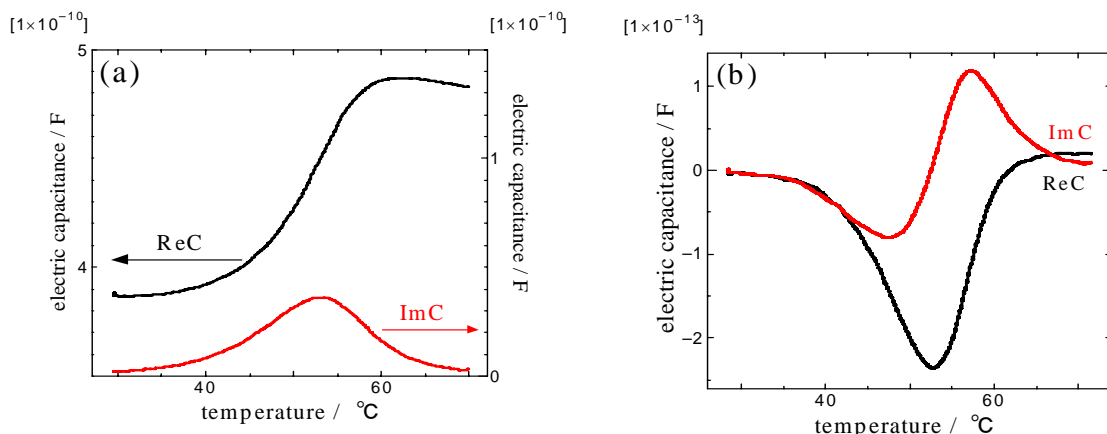 [1×10⁻¹⁰] [1×10⁻¹⁰]
(a)
5
4
electric capacitance / F
ReC
ImC
1
0
electric capacitance / F
40 60
temperature / °C
[1×10⁻¹³]
(b)
1
0
−1
−2
electric capacitance / F
ImC
ReC
40 60
temperature / °C